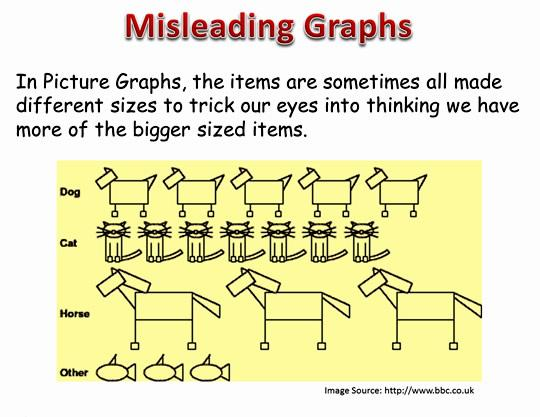 Misleading Graphs
In Picture Graphs, the items are sometimes all made
different sizes to trick our eyes into thinking we have
more of the bigger sized items.
Dog
Cat
Horse
Other
Image Source: http://www.bbc.co.uk